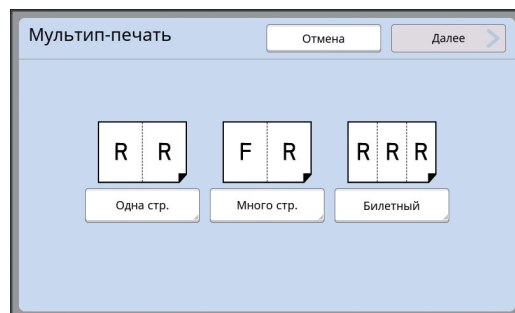 Мультип-печать
Отмена
Далее
R R
F R
R R R
Одна стр.
Много стр.
Билетный